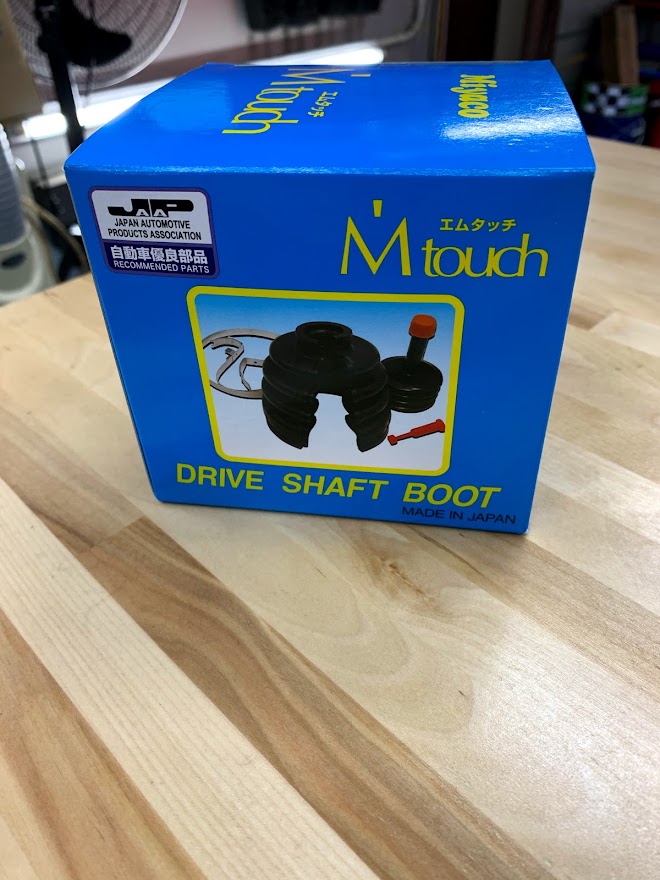 Miyaco
エムタッチ
M'touch
JAAP
JAPAN AUTOMOTIVE
PRODUCTS ASSOCIATION
自動車優良部品
RECOMMENDED PARTS
エムタッチ
M'touch
DRIVE SHAFT BOOT
MADE IN JAPAN